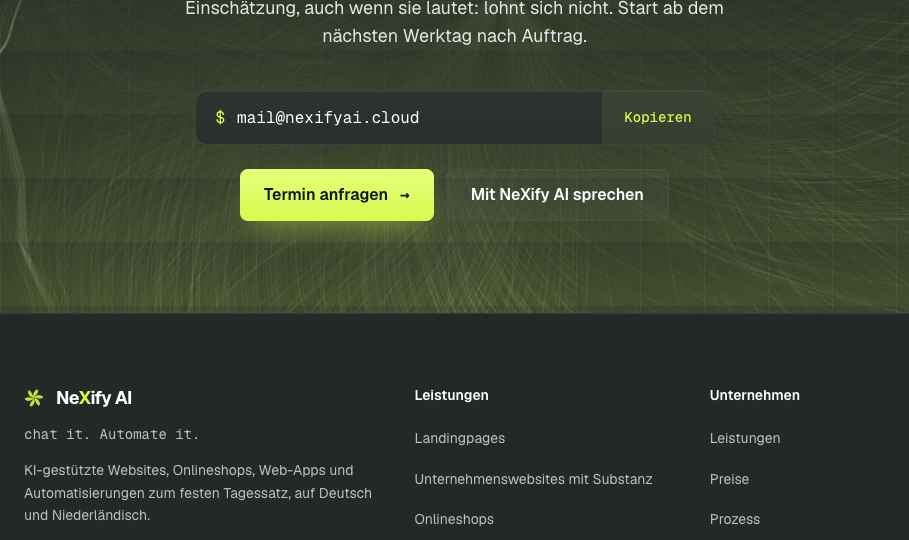 Einschätzung, auch wenn sie lautet: lohnt sich nicht. Start ab dem
nächsten Werktag nach Auftrag.
$ mail@nexifyai.cloud
Kopieren
Termin anfragen →
Mit NeXify AI sprechen
NeXify AI
chat it. Automate it.
KI-gestützte Websites, Onlineshops, Web-Apps und
Automatisierungen zum festen Tagessatz, auf Deutsch
und Niederländisch.
Leistungen
Landingpages
Unternehmenswebsites mit Substanz
Onlineshops
Unternehmen
Leistungen
Preise
Prozess